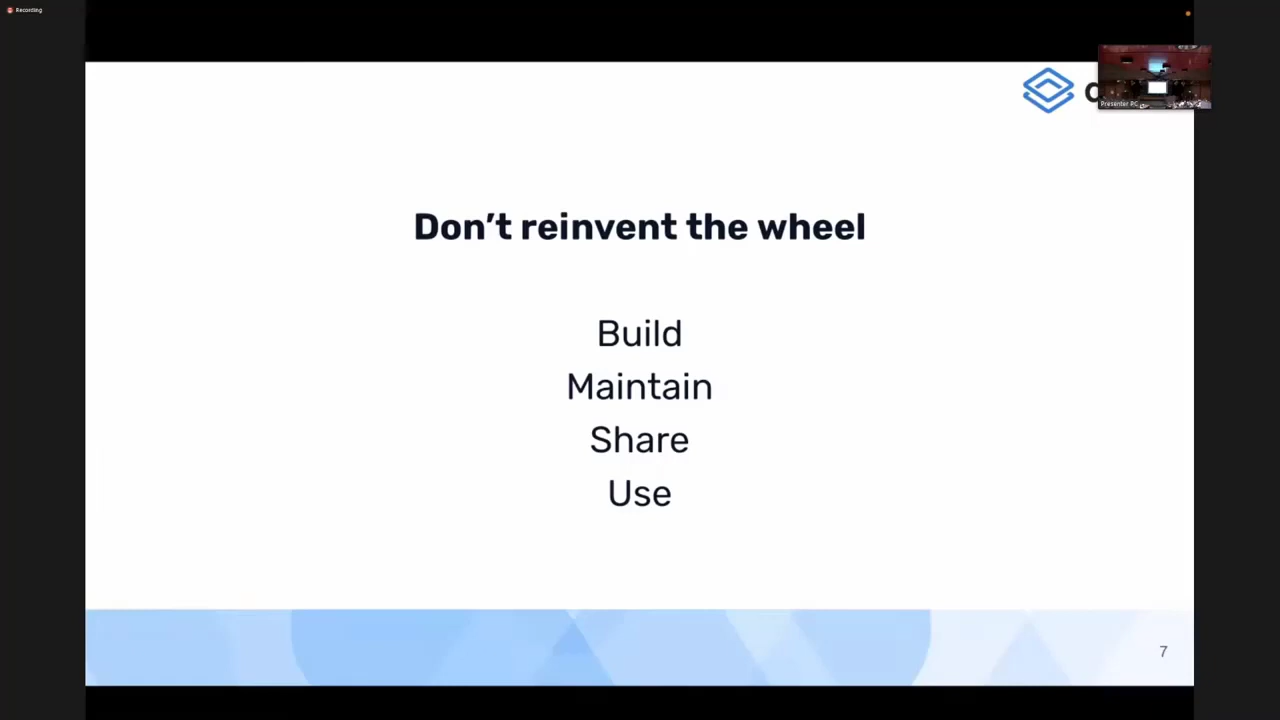 Recording
Presenter PC
Don't reinvent the wheel
Build
Maintain
Share
Use
7